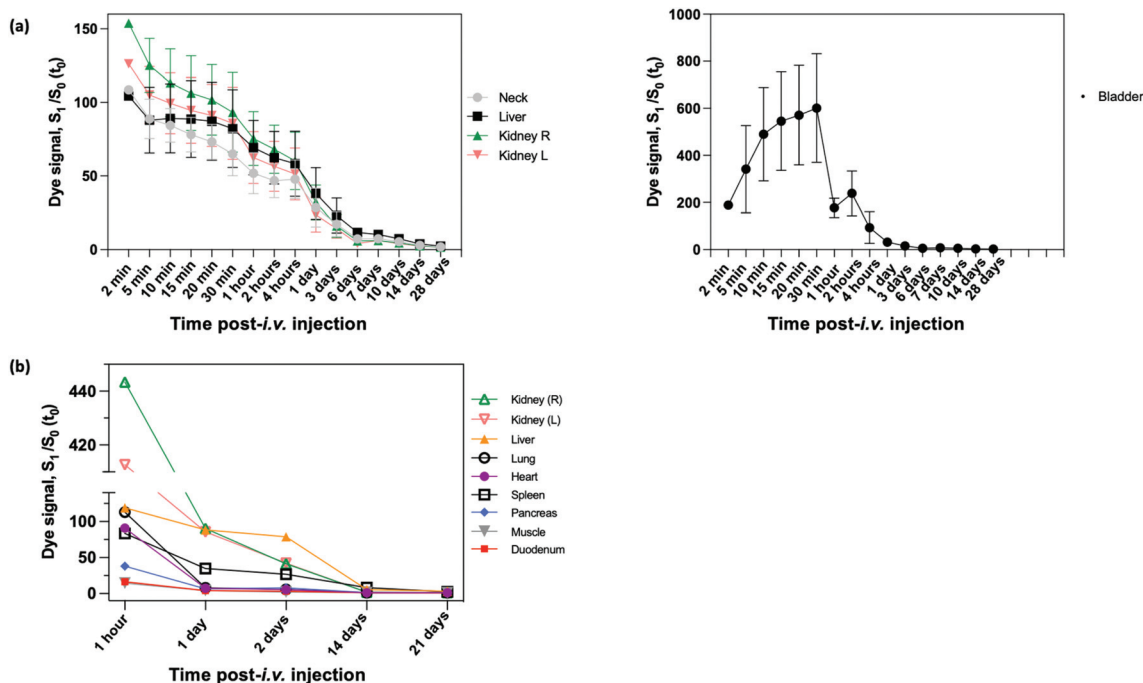 (a)
Dye signal, S1/S0 (t0)
150
100
50
0
2 min
5 min
10 min
15 min
20 min
30 min
1 hour
2 hours
4 hours
1 day
3 days
6 days
7 days
10 days
14 days
28 days
Time post-i.v. injection
Neck
Liver
Kidney R
Kidney L
Dye signal, S1/S0 (t0)
1000
800
600
400
200
0
2 min
5 min
10 min
15 min
20 min
30 min
1 hour
2 hours
4 hours
1 day
3 days
6 days
7 days
10 days
14 days
28 days
Time post-i.v. injection
Bladder
(b)
Dye signal, S1/S0 (t0)
440
420
100
50
0
1 hour
1 day
2 days
14 days
21 days
Time post-i.v. injection
Kidney (R)
Kidney (L)
Liver
Lung
Heart
Spleen
Pancreas
Muscle
Duodenum